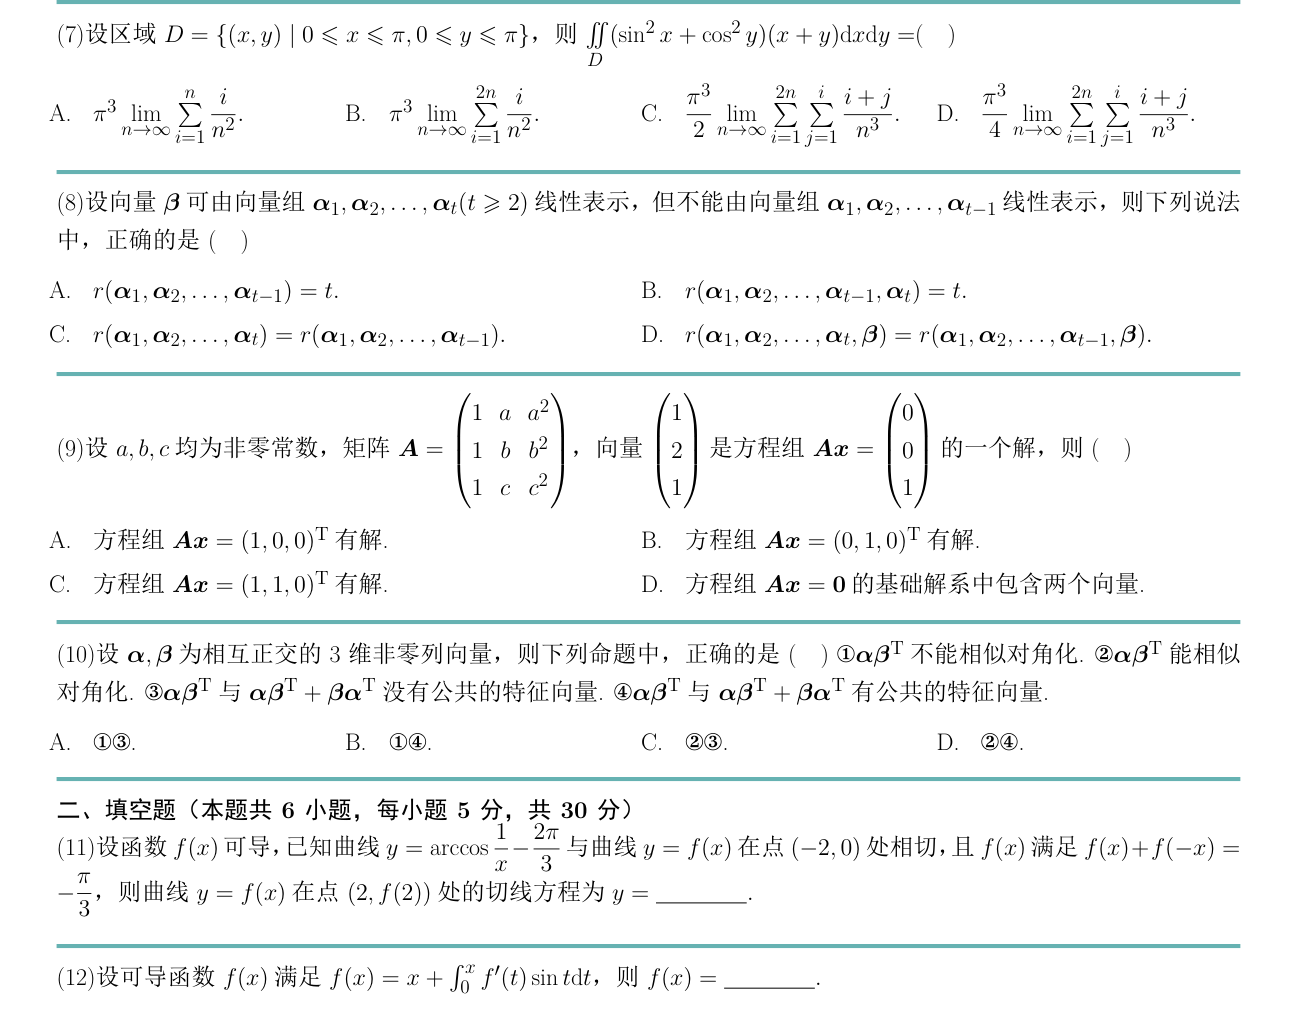 (7)设区域 D = {(x, y) | 0 ⩽ x ⩽ π, 0 ⩽ y ⩽ π}，则 ∬_D (sin² x + cos² y)(x + y)dxdy =(　)
A. π³ lim_{n→∞} ∑_{i=1}^{n} i/n². B. π³ lim_{n→∞} ∑_{i=1}^{2n} i/n². C. π³/2 lim_{n→∞} ∑_{i=1}^{2n} ∑_{j=1}^{i} (i + j)/n³. D. π³/4 lim_{n→∞} ∑_{i=1}^{2n} ∑_{j=1}^{i} (i + j)/n³.
(8)设向量 β 可由向量组 α₁, α₂, . . . , α_t(t ⩾ 2) 线性表示，但不能由向量组 α₁, α₂, . . . , α_{t−1} 线性表示，则下列说法
中，正确的是 (　)
A. r(α₁, α₂, . . . , α_{t−1}) = t. B. r(α₁, α₂, . . . , α_{t−1}, α_t) = t.
C. r(α₁, α₂, . . . , α_t) = r(α₁, α₂, . . . , α_{t−1}). D. r(α₁, α₂, . . . , α_t, β) = r(α₁, α₂, . . . , α_{t−1}, β).
(9)设 a, b, c 均为非零常数，矩阵 A = (1 a a²; 1 b b²; 1 c c²)，向量 (1; 2; 1) 是方程组 Ax = (0; 0; 1) 的一个解，则 (　)
A. 方程组 Ax = (1, 0, 0)ᵀ 有解. B. 方程组 Ax = (0, 1, 0)ᵀ 有解.
C. 方程组 Ax = (1, 1, 0)ᵀ 有解. D. 方程组 Ax = 0 的基础解系中包含两个向量.
(10)设 α, β 为相互正交的 3 维非零列向量，则下列命题中，正确的是 (　) ①αβᵀ 不能相似对角化. ②αβᵀ 能相似
对角化. ③αβᵀ 与 αβᵀ + βαᵀ 没有公共的特征向量. ④αβᵀ 与 αβᵀ + βαᵀ 有公共的特征向量.
A. ①③. B. ①④. C. ②③. D. ②④.
二、填空题（本题共 6 小题，每小题 5 分，共 30 分）
(11)设函数 f(x) 可导，已知曲线 y = arccos 1/x − 2π/3 与曲线 y = f(x) 在点 (−2, 0) 处相切，且 f(x) 满足 f(x)+f(−x) =
−π/3，则曲线 y = f(x) 在点 (2, f(2)) 处的切线方程为 y = ________.
(12)设可导函数 f(x) 满足 f(x) = x + ∫₀ˣ f′(t) sin tdt，则 f(x) = ________.